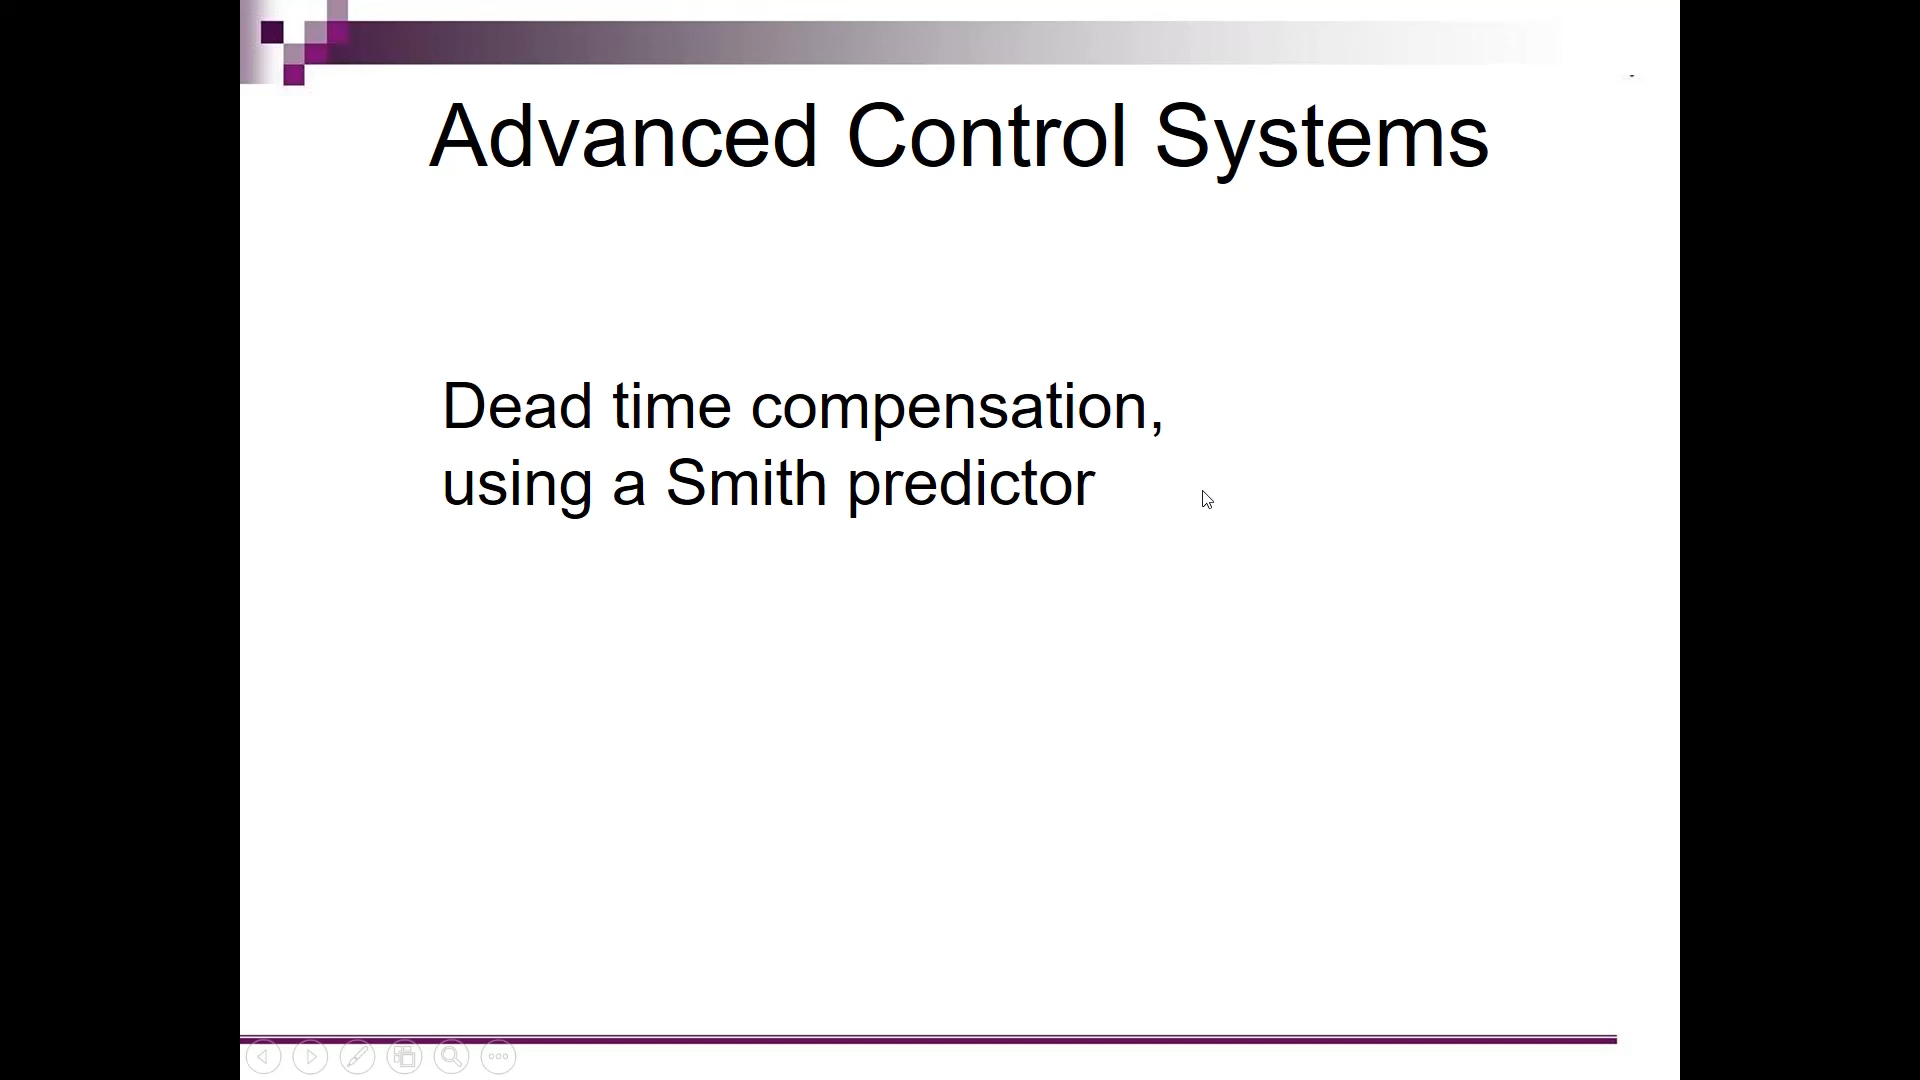 Advanced Control Systems
Dead time compensation,
using a Smith predictor